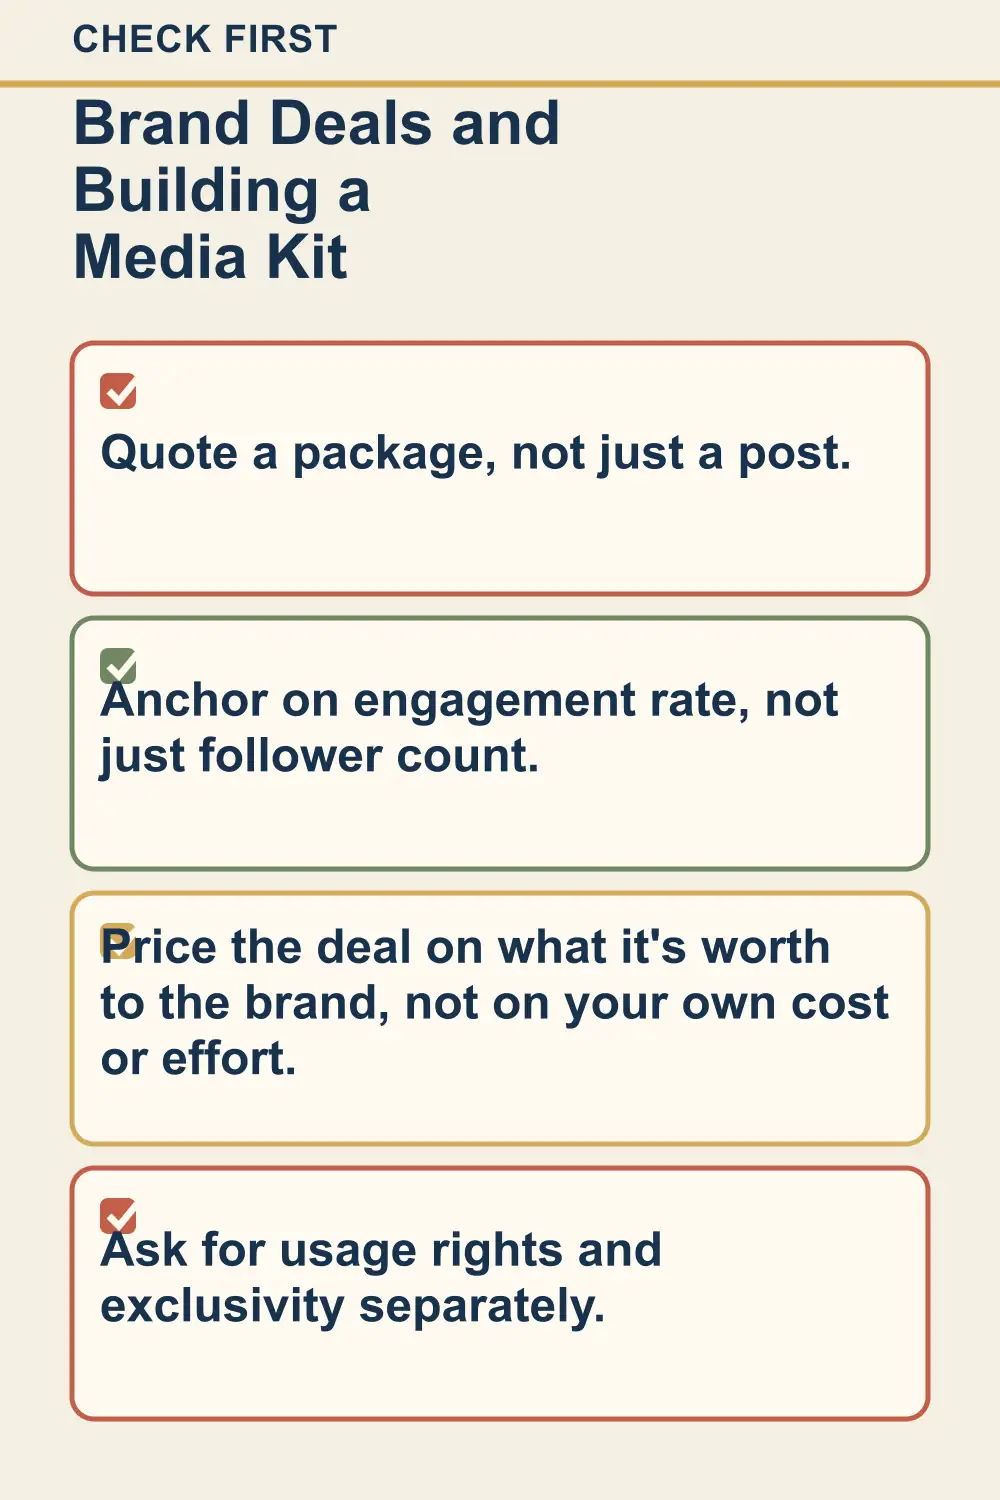 CHECK FIRST
Brand Deals and
Building a
Media Kit
Quote a package, not just a post.
Anchor on engagement rate, not
just follower count.
Price the deal on what it's worth
to the brand, not on your own cost
or effort.
Ask for usage rights and
exclusivity separately.